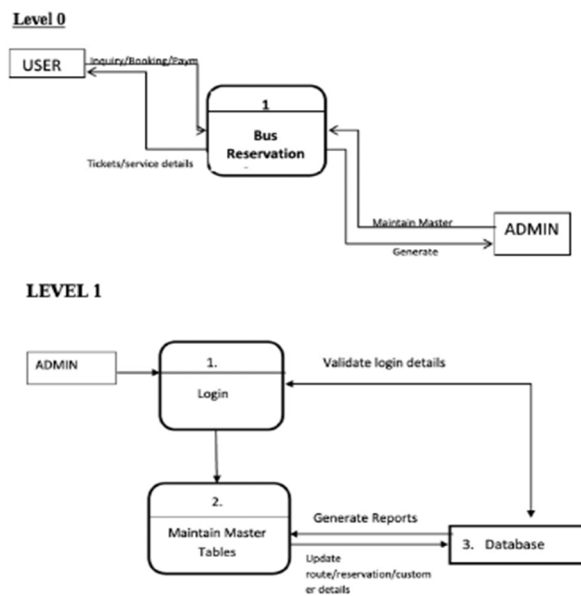 Level 0
USER
Inquiry/Booking/Paym
1
Bus
Reservation
Tickets/service details
Maintain Master
ADMIN
Generate
LEVEL 1
ADMIN
1.
Login
Validate login details
2.
Maintain Master
Tables
Generate Reports
3. Database
Update
route/reservation/custom
er details